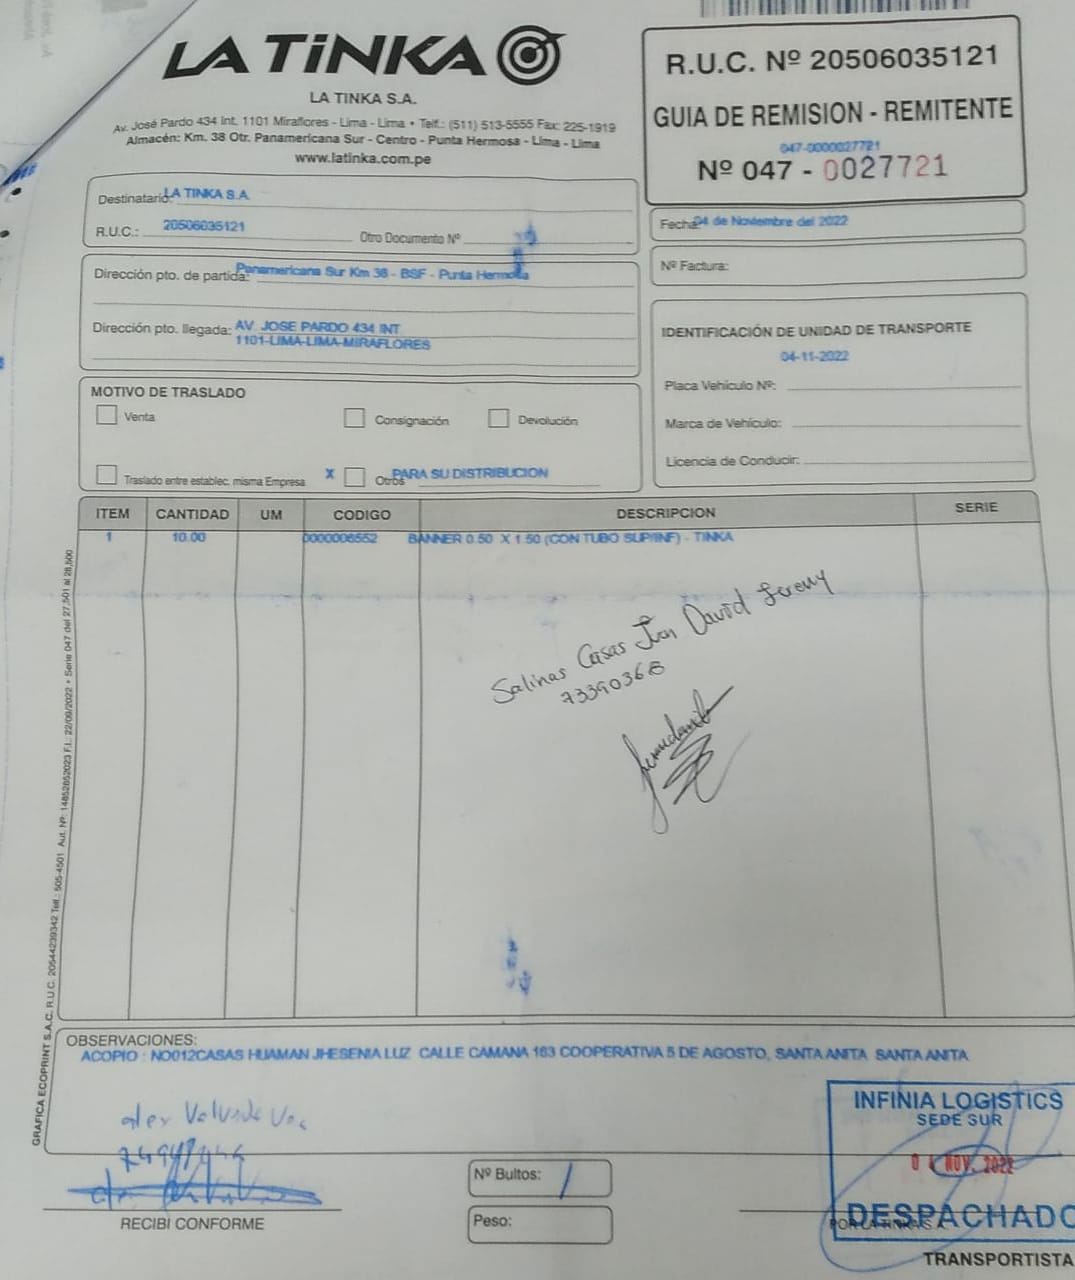 LA TiNKA
LA TINKA S.A.
Av. José Pardo 434 Int. 1101 Miraflores - Lima - Lima • Telf.: (511) 513-5555 Fax: 225-1919
Almacén: Km. 38 Otr. Panamericana Sur - Centro - Punta Hermosa - Lima - Lima
www.latinka.com.pe
R.U.C. Nº 20506035121
GUIA DE REMISION - REMITENTE
047-0000027721
Nº 047 - 0027721
Destinatario: LA TINKA S.A.
R.U.C.: 20506035121
Otro Documento Nº
Fecha: 04 de Noviembre del 2022
Nº Factura:
Dirección pto. de partida: Panamericana Sur Km 38 - BSF - Punta Hermosa
Dirección pto. llegada: AV. JOSE PARDO 434 INT
1101-LIMA-LIMA-MIRAFLORES
IDENTIFICACIÓN DE UNIDAD DE TRANSPORTE
04-11-2022
Placa Vehículo Nº:
Marca de Vehículo:
Licencia de Conducir:
MOTIVO DE TRASLADO
Venta Consignación Devolución
Traslado entre establec. misma Empresa X Otros PARA SU DISTRIBUCION
ITEM CANTIDAD UM CODIGO DESCRIPCION SERIE
1 10.00 0000006552 BANNER 0.50 X 1.50 (CON TUBO SUP/INF) - TINKA
Salinas Casas Juan David Jeremy
73390368
GRAFICA ECOPRINT S.A.C. R.U.C. 20544239342 Telf.: 505-4501 Aut. Nº: 14852852023 F.I.: 22/09/2022 • Serie 047 del 27,501 al 28,500
OBSERVACIONES:
ACOPIO : NO012CASAS HUAMAN JHESENIA LUZ CALLE CAMANA 163 COOPERATIVA 5 DE AGOSTO, SANTA ANITA SANTA ANITA
RECIBÍ CONFORME
Nº Bultos: 1
Peso:
INFINIA LOGISTICS
SEDE SUR
04 NOV. 2022
DESPACHADO
POR LA TINKA S.A.
TRANSPORTISTA